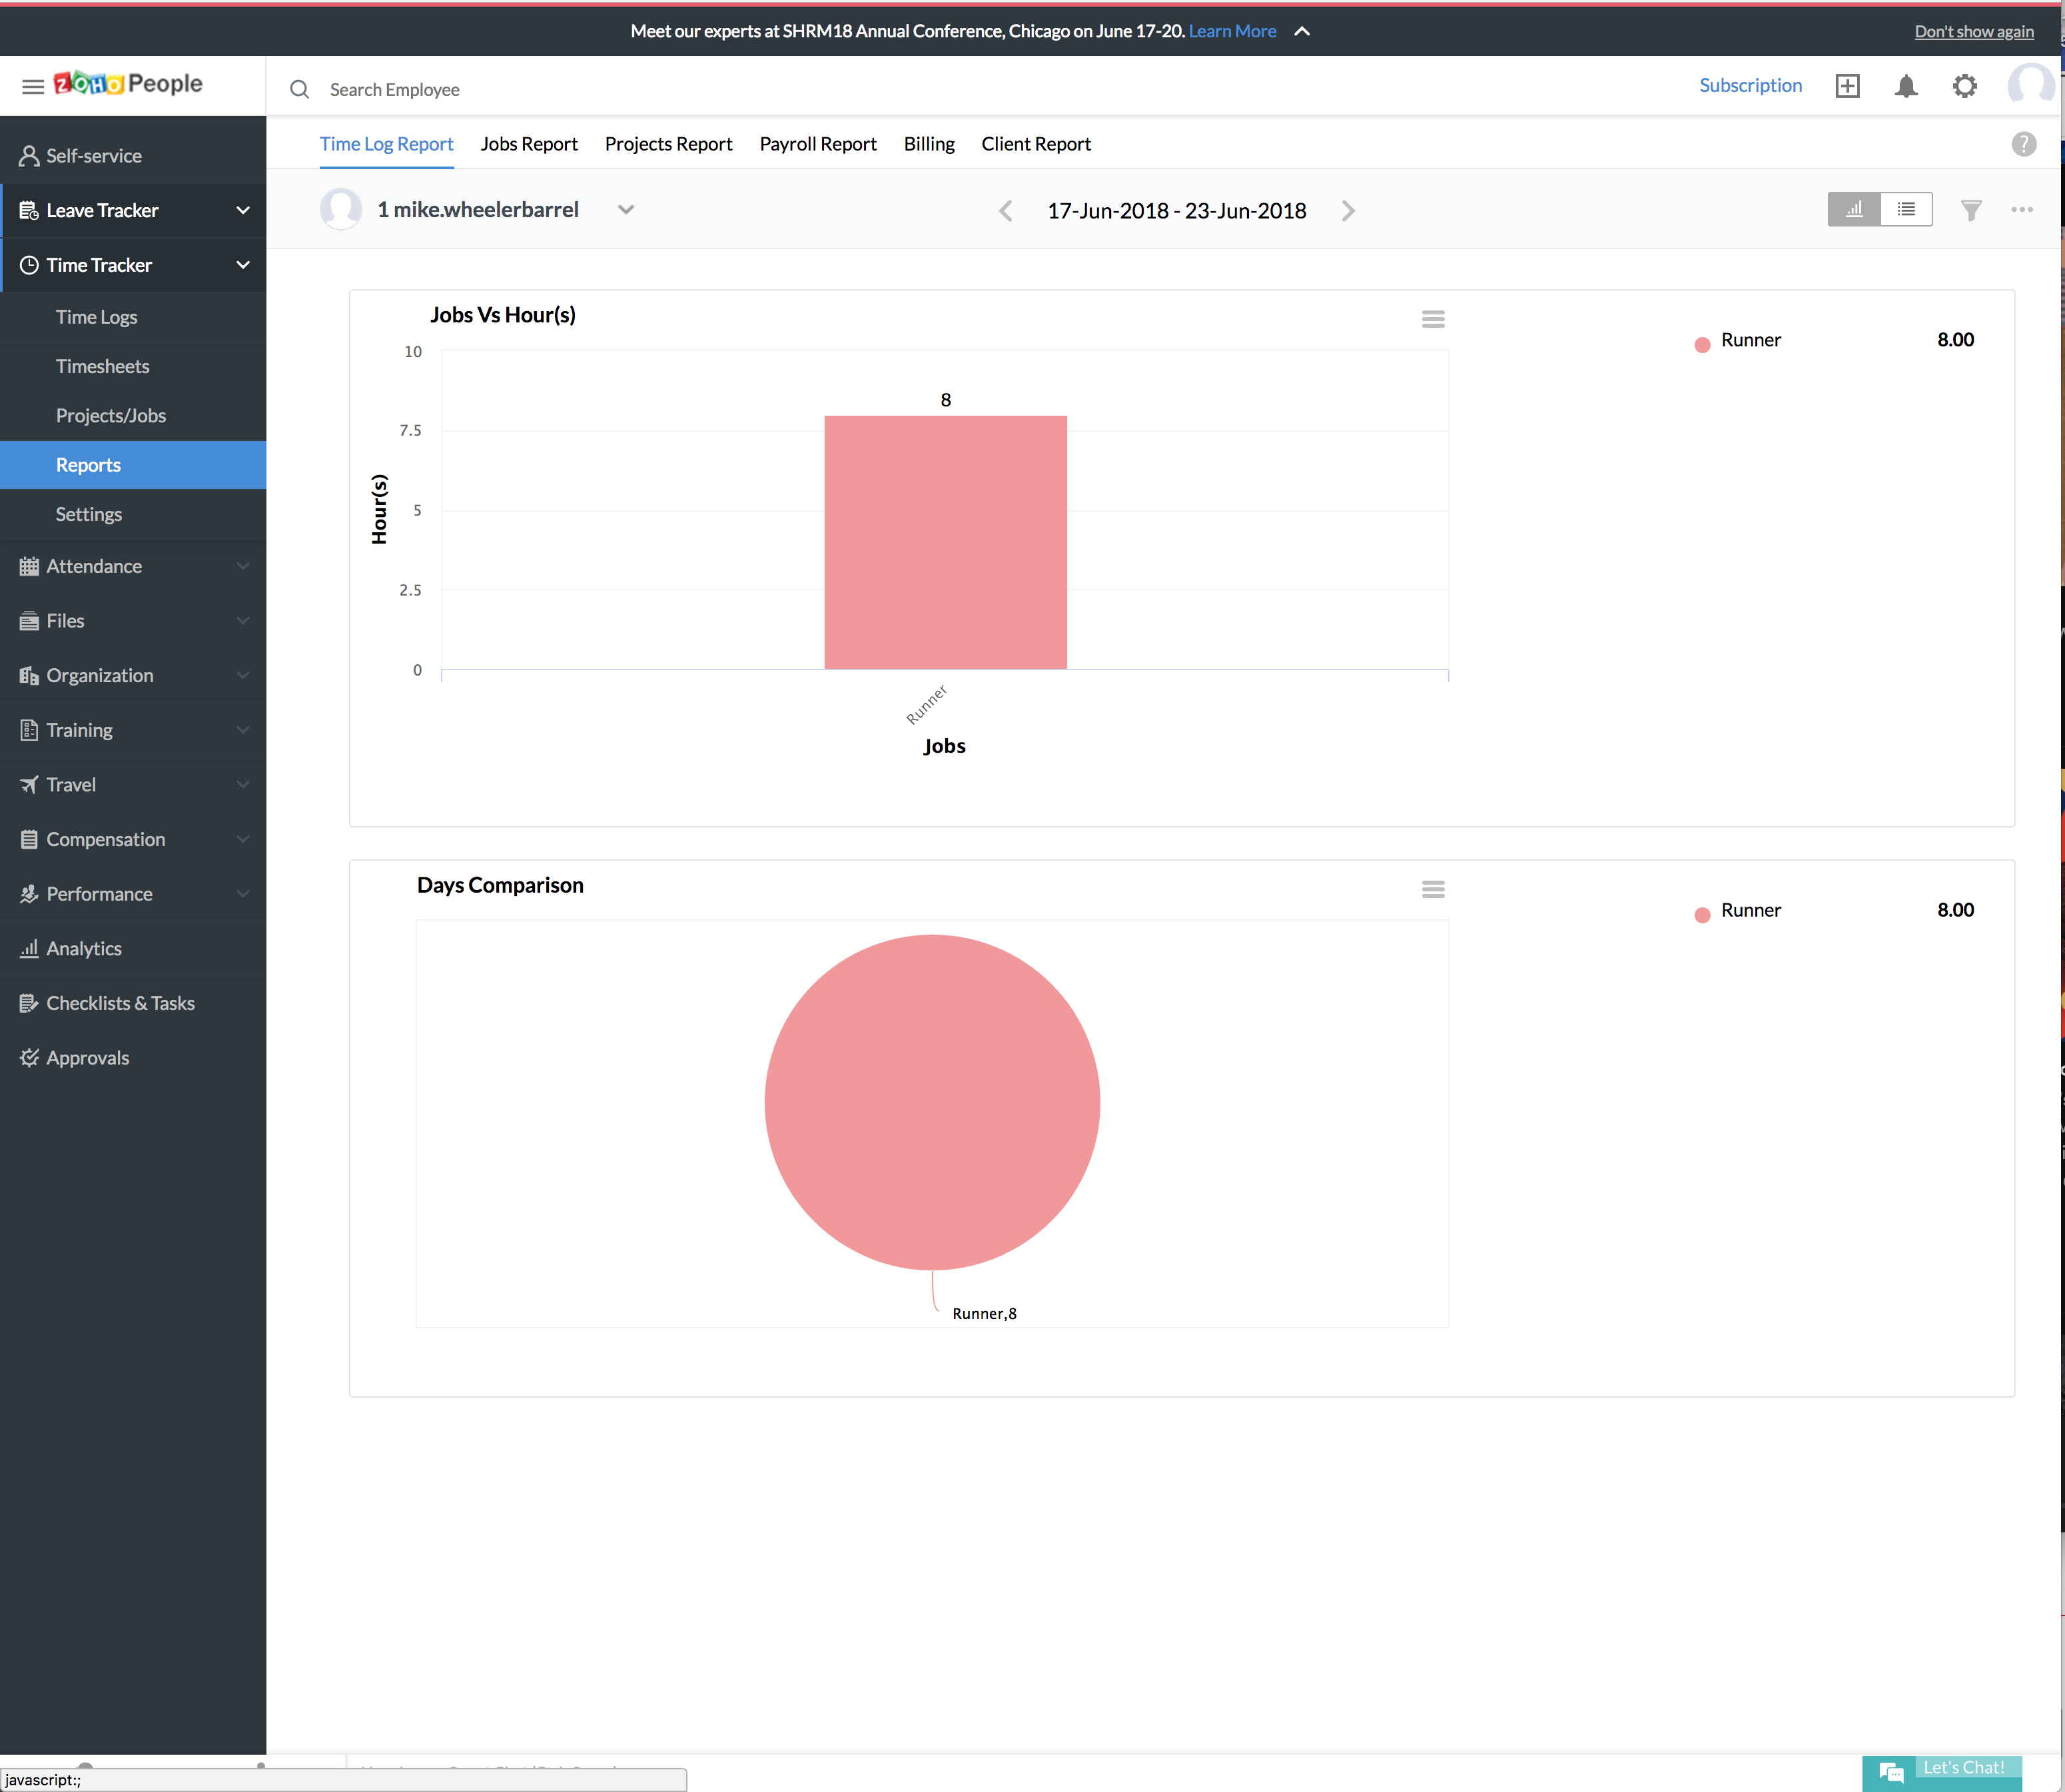 Meet our experts at SHRM18 Annual Conference, Chicago on June 17-20. Learn More
Don't show again
ZOHO People
Search Employee
Subscription
Self-service
Leave Tracker
Time Tracker
Time Logs
Timesheets
Projects/Jobs
Reports
Settings
Attendance
Files
Organization
Training
Travel
Compensation
Performance
Analytics
Checklists & Tasks
Approvals
Time Log Report Jobs Report Projects Report Payroll Report Billing Client Report
?
1 mike.wheelerbarrel
17-Jun-2018 - 23-Jun-2018
Jobs Vs Hour(s)
10
7.5
5
2.5
0
Hour(s)
8
Runner
Jobs
Runner 8.00
Days Comparison
Runner,8
Runner 8.00
javascript:;
Let's Chat!